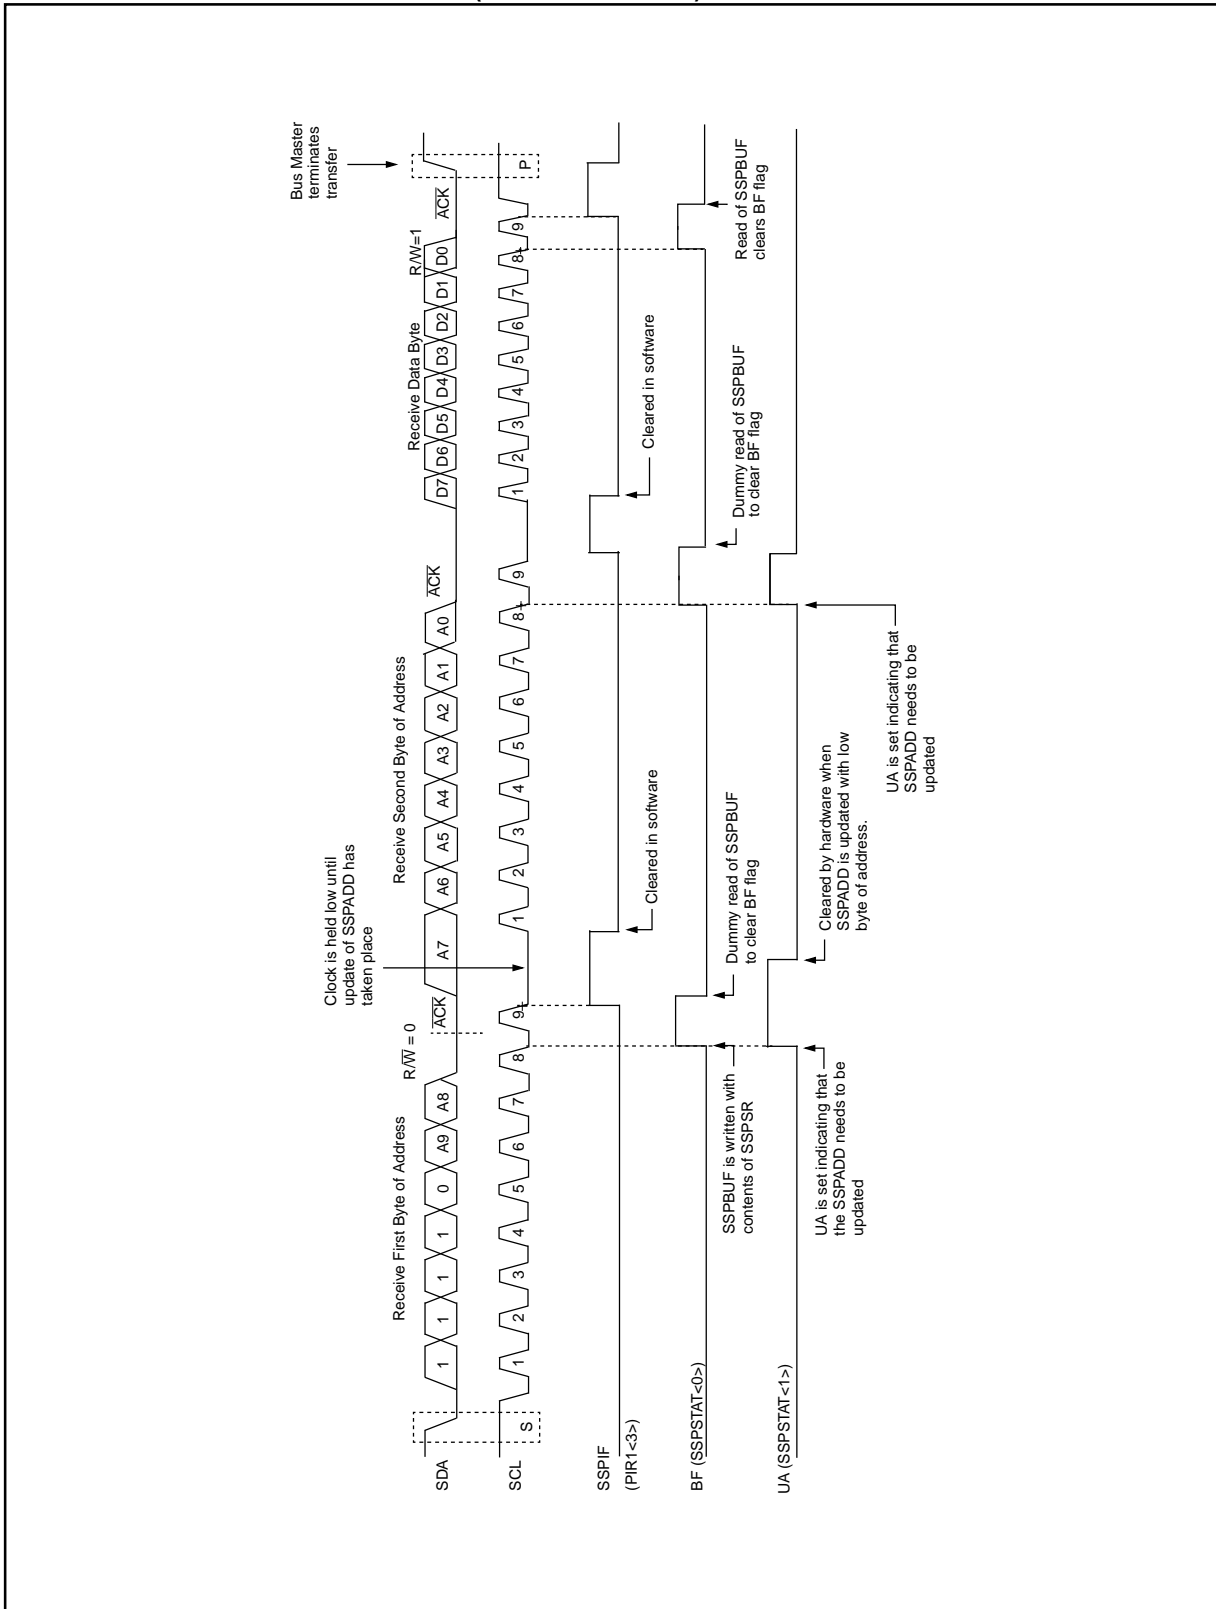 Bus Master
terminates
transfer
Clock is held low until
update of SSPADD has
taken place
Receive First Byte of Address
R/W̅ = 0
Receive Second Byte of Address
Receive Data Byte
R/W=1
SDA
1 1 1 1 0 A9 A8 A̅C̅K̅ A7 A6 A5 A4 A3 A2 A1 A0 A̅C̅K̅ D7 D6 D5 D4 D3 D2 D1 D0 A̅C̅K̅
SCL
S 1 2 3 4 5 6 7 8 9 1 2 3 4 5 6 7 8 9 1 2 3 4 5 6 7 8 9 P
SSPIF
(PIR1<3>)
Cleared in software
Cleared in software
BF (SSPSTAT<0>)
SSPBUF is written with
contents of SSPSR
Dummy read of SSPBUF
to clear BF flag
Dummy read of SSPBUF
to clear BF flag
Read of SSPBUF
clears BF flag
UA (SSPSTAT<1>)
UA is set indicating that
the SSPADD needs to be
updated
Cleared by hardware when
SSPADD is updated with low
byte of address.
UA is set indicating that
SSPADD needs to be
updated